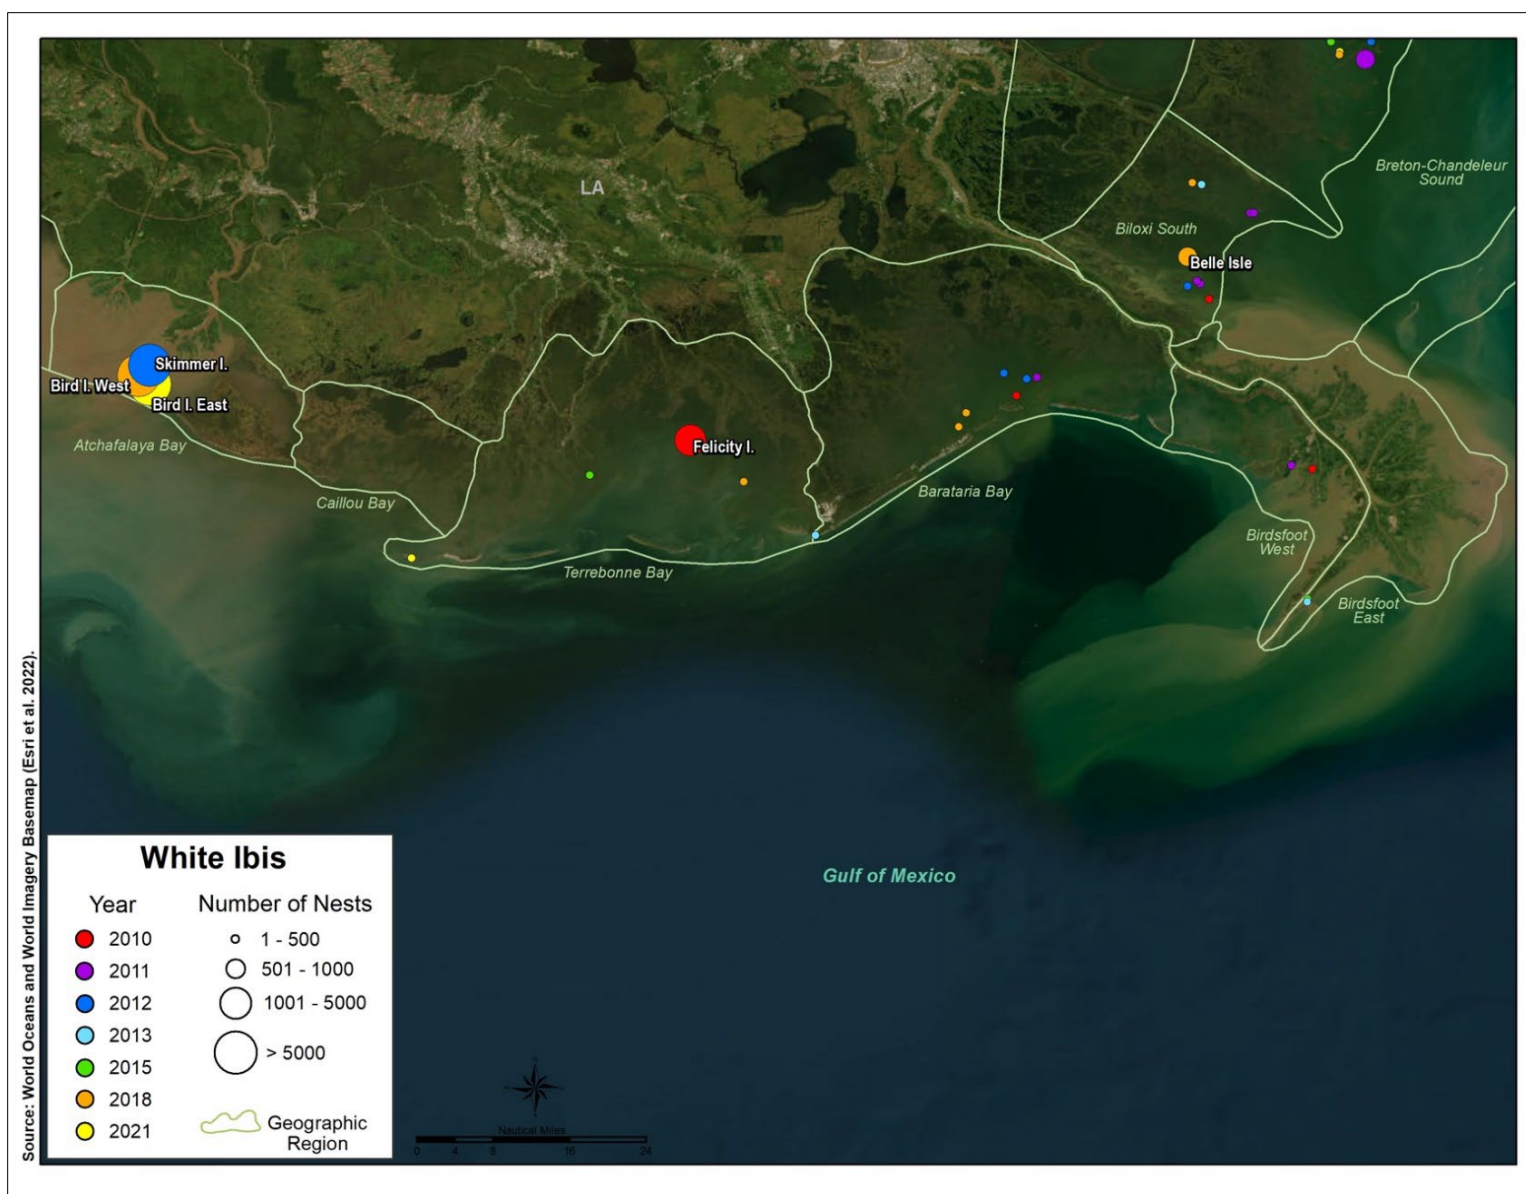 LA
Breton-Chandeleur
Sound
Biloxi South
Belle Isle
Skimmer I.
Bird I. West
Bird I. East
Atchafalaya Bay
Felicity I.
Caillou Bay
Barataria Bay
Terrebonne Bay
Birdsfoot
West
Birdsfoot
East
Gulf of Mexico
Source: World Oceans and World Imagery Basemap (Esri et al. 2022).
White Ibis
Year
2010
2011
2012
2013
2015
2018
2021
Number of Nests
1 - 500
501 - 1000
1001 - 5000
> 5000
Geographic
Region
Nautical Miles
0 4 8 16 24